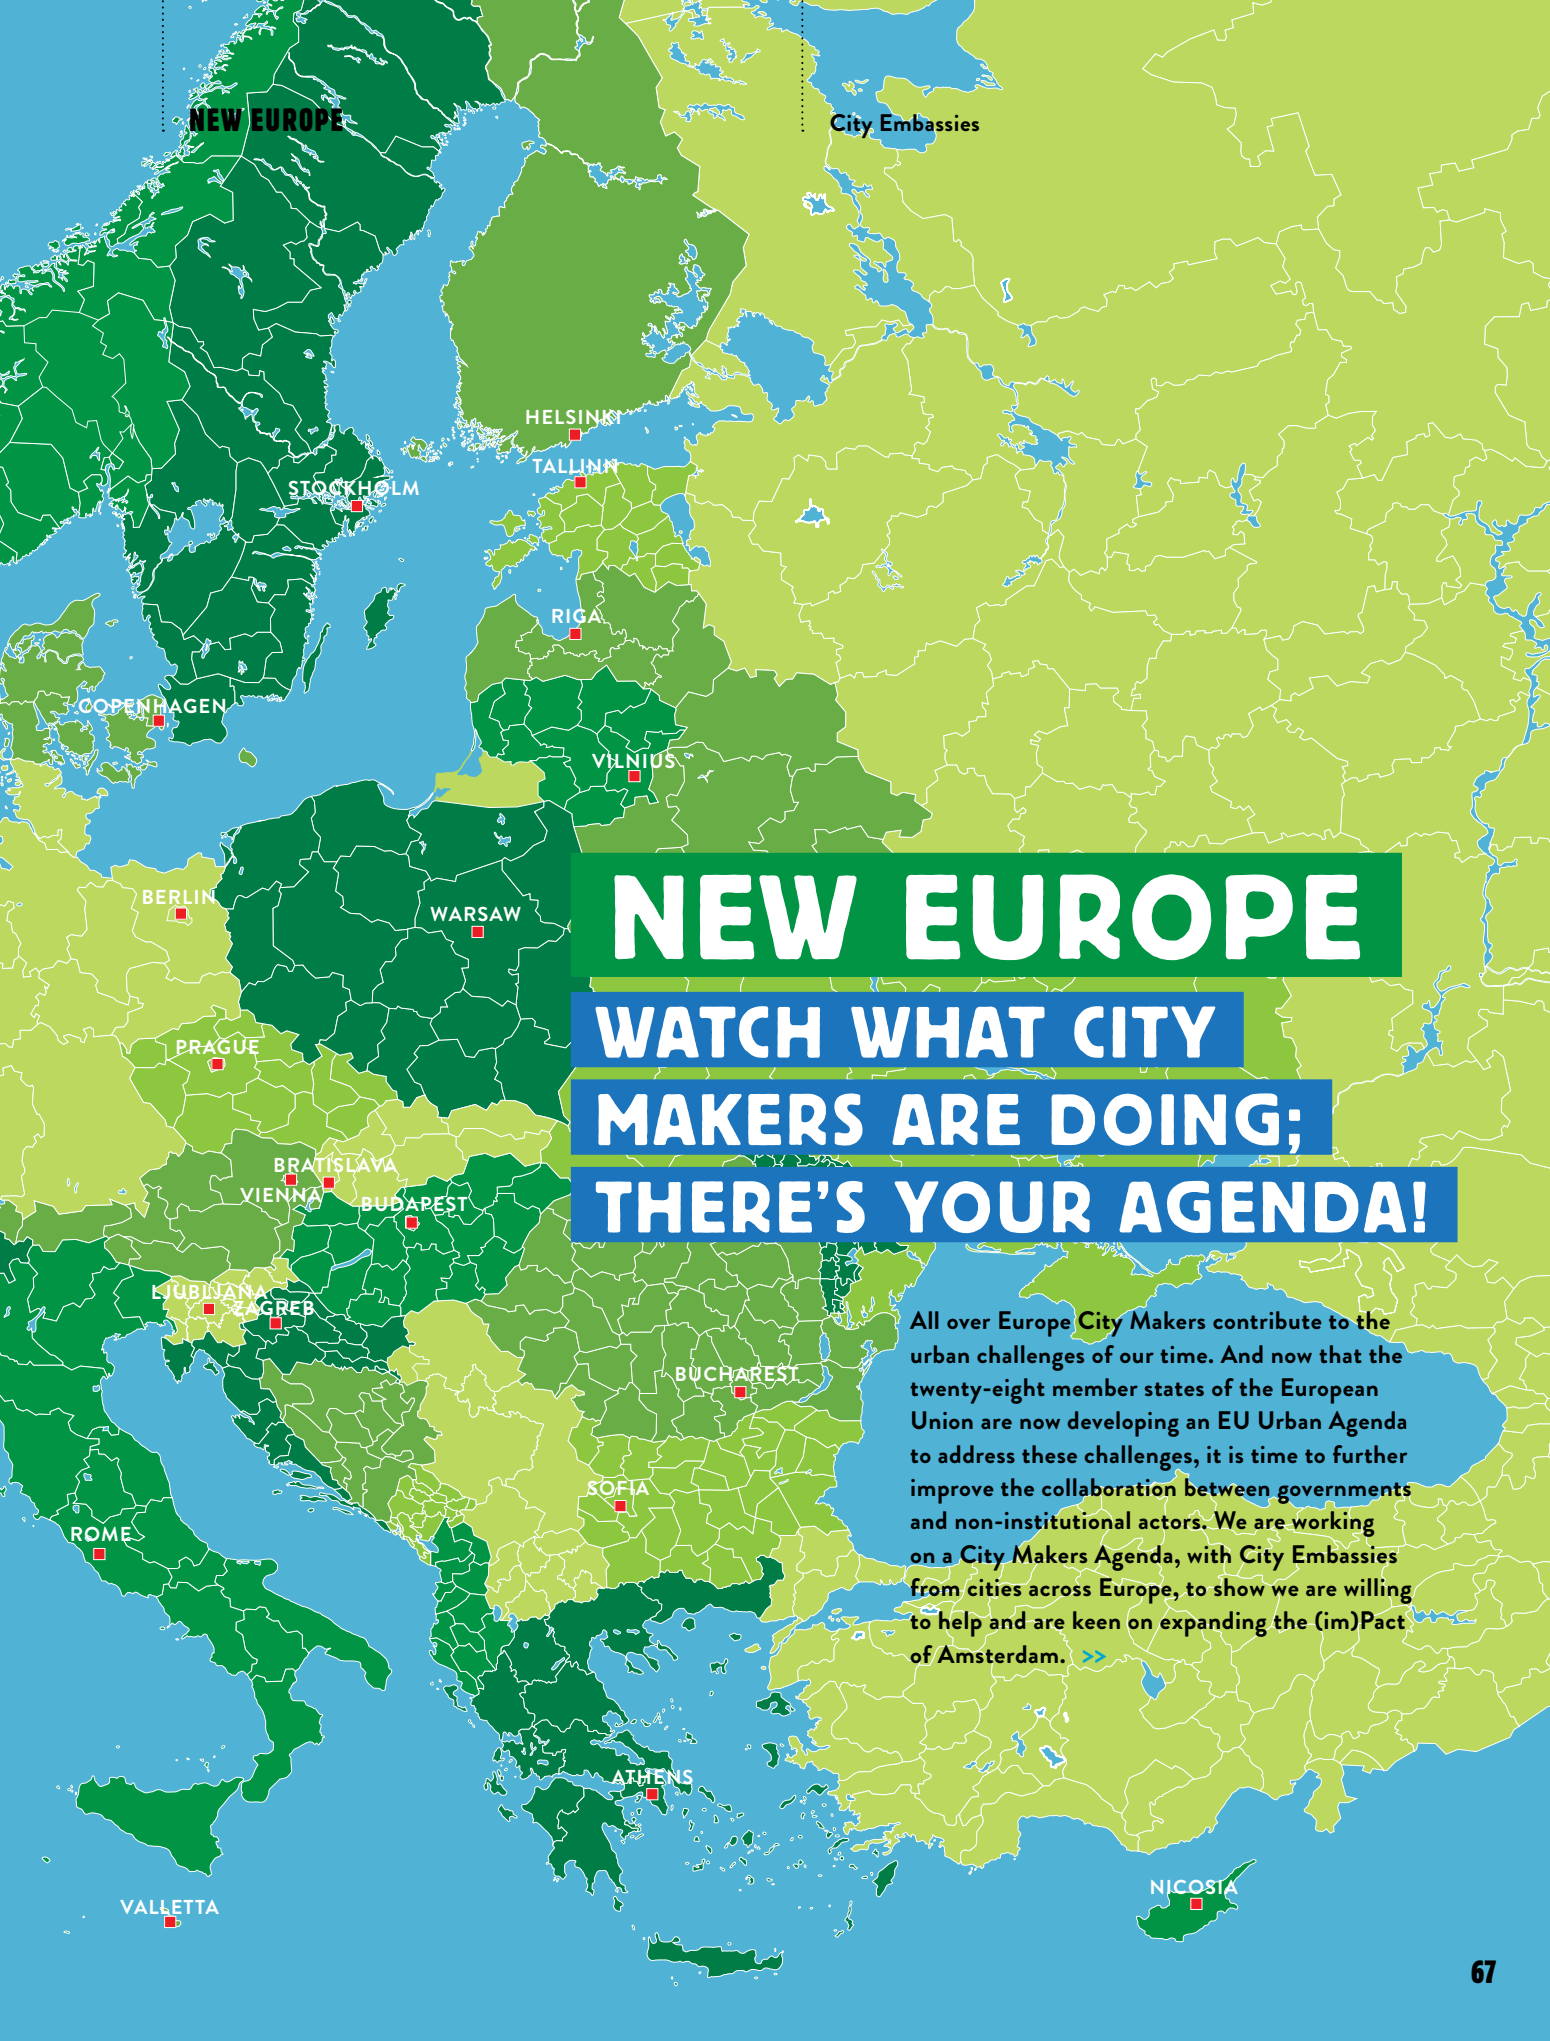 NEW EUROPE
City Embassies
HELSINKI
TALLINN
STOCKHOLM
RIGA
COPENHAGEN
VILNIUS
BERLIN
WARSAW
NEW EUROPE
WATCH WHAT CITY
MAKERS ARE DOING;
THERE'S YOUR AGENDA!
PRAGUE
BRATISLAVA
VIENNA
BUDAPEST
LJUBLJANA
ZAGREB
BUCHAREST
SOFIA
ROME
All over Europe City Makers contribute to the
urban challenges of our time. And now that the
twenty-eight member states of the European
Union are now developing an EU Urban Agenda
to address these challenges, it is time to further
improve the collaboration between governments
and non-institutional actors. We are working
on a City Makers Agenda, with City Embassies
from cities across Europe, to show we are willing
to help and are keen on expanding the (im)Pact
of Amsterdam. >>
ATHENS
NICOSIA
VALLETTA
67